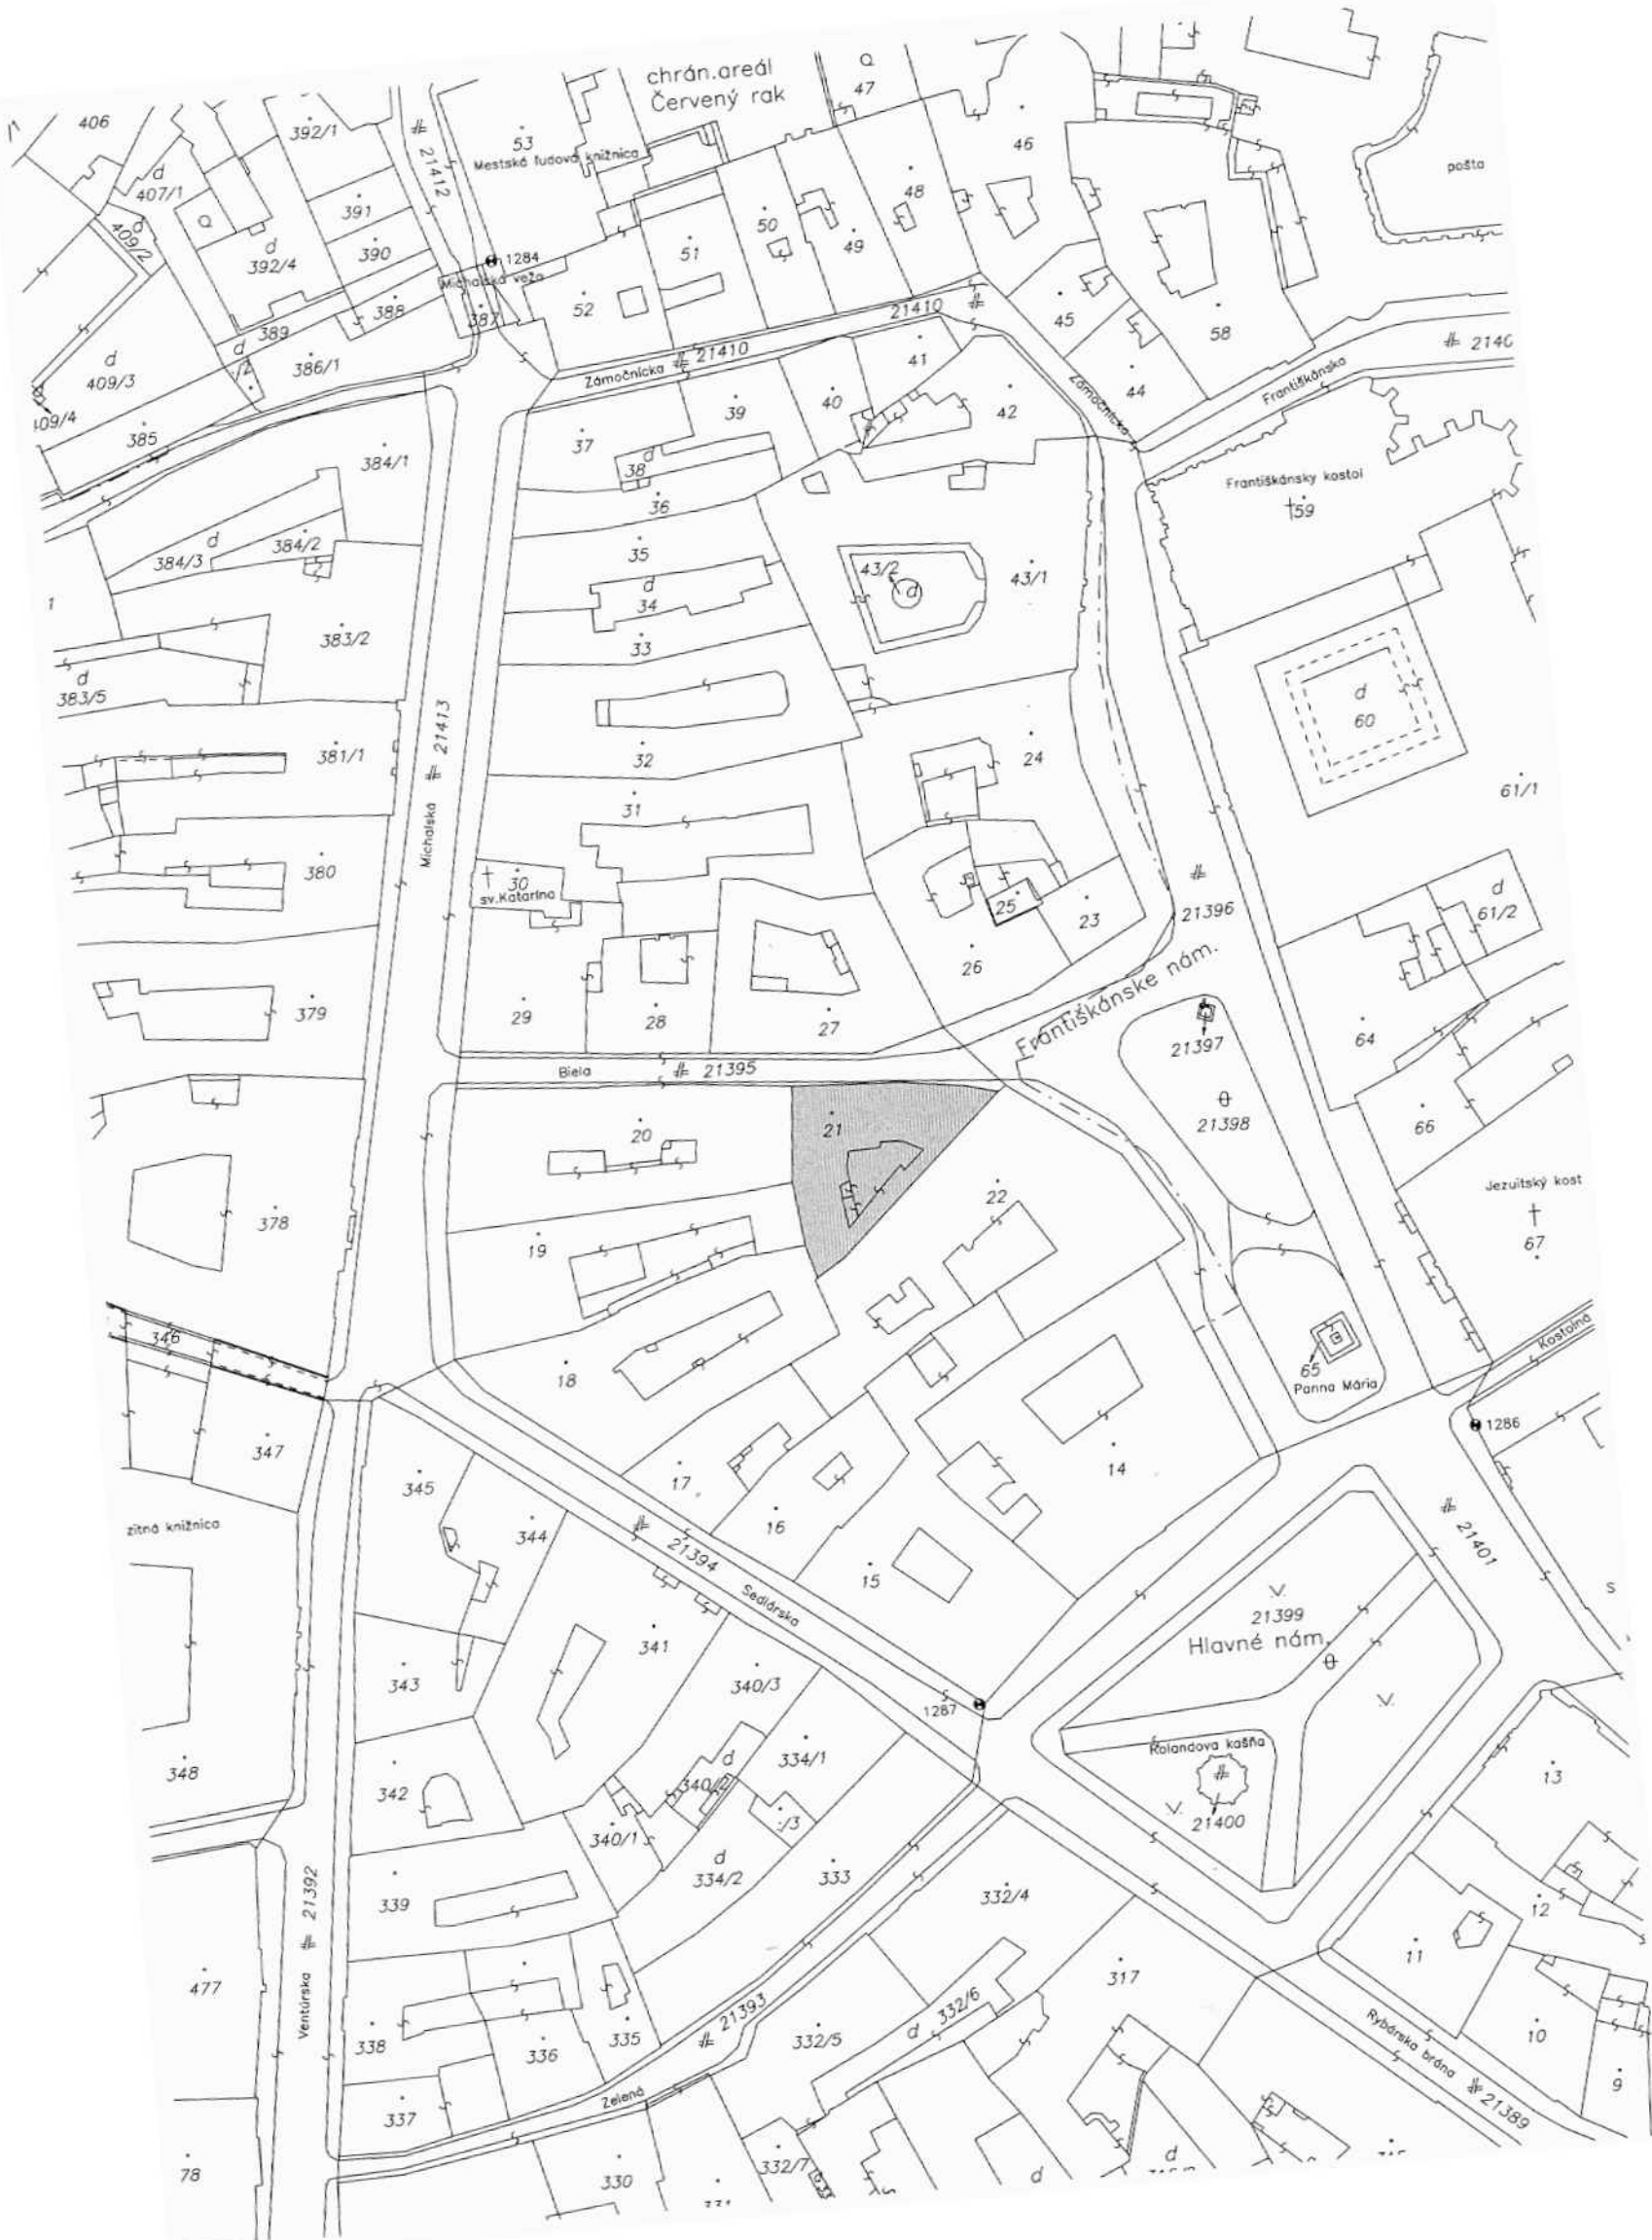 chrán.areál
Červený rak
Q
47
406
392/1
# 21412
53
Mestská ľudová knižnica
46
pošta
d
407/1
Q
391
d
409/2
d
392/4
390
48
50
49
51
1284
Michalská veža
388
387
52
389
21410 #
45
58
# 2140
d
409/3
d
/2
386/1
Zámočnícka # 21410
41
Františkánska
44
Zámočnícka
409/4
385
39
40
42
37
384/1
d
38
36
Františkánsky kostol
59
d
384/3
384/2
35
43/2
d
43/1
d
34
1
383/2
33
d
383/5
d
60
381/1
Michalská # 21413
32
24
61/1
31
380
30
sv.Katarína
#
21396
25
23
d
61/2
26
379
29
28
27
Františkánske nám.
21397
64
Biela # 21395
21398
20
21
66
22
378
19
Jezuitský kost
67
346
Kostolná
18
65
Panna Mária
1286
347
345
17
14
16
zitná knižnica
344
#
21394
Sedlárska
15
# 21401
21399
Hlavné nám.
S
341
343
340/3
1287
334/1
Rolandova kašňa
#
21400
348
342
d
340/2
:/3
13
340/1
d
334/2
333
339
332/4
12
11
Ventúrska # 21392
477
317
332/6
d
338
336
335
# 21393
332/5
Rybárska brána # 21389
10
9
Zelená
337
78
330
332/7
d
d